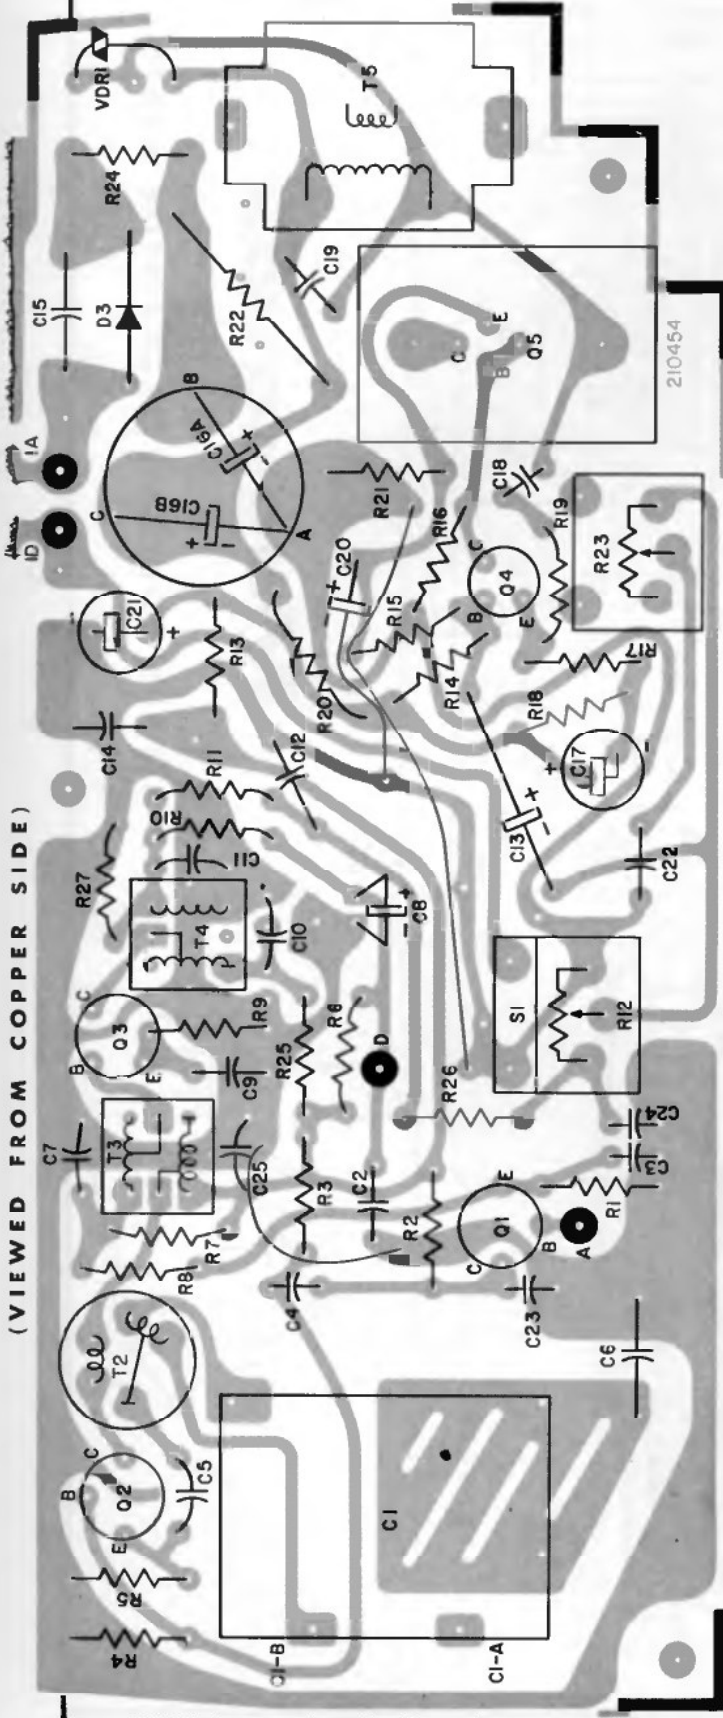 (VIEWED FROM COPPER SIDE)
VDR1
T5
R24
C15
D3
R22
C19
E
C
B
Q5
210454
B
C16A
+
-
C
C16B
+
-
A
1A
1D
R21
C18
R16
C
Q4
B
E
R19
R23
C20
+
-
R15
-
C21
+
R13
R20
R14
R17
R18
C14
C12
R11
R10
C11
+
C17
-
C13
+
-
C22
R27
T4
C10
C8
+
-
S1
R12
C
Q3
B
E
R9
R6
R25
C9
D
R26
C24
C3
C7
T3
C25
R3
C2
R2
E
Q1
C
B
A
R1
R7
R8
C4
C23
C6
T2
C
Q2
B
E
C5
C1
R5
R4
C1-B
C1-A